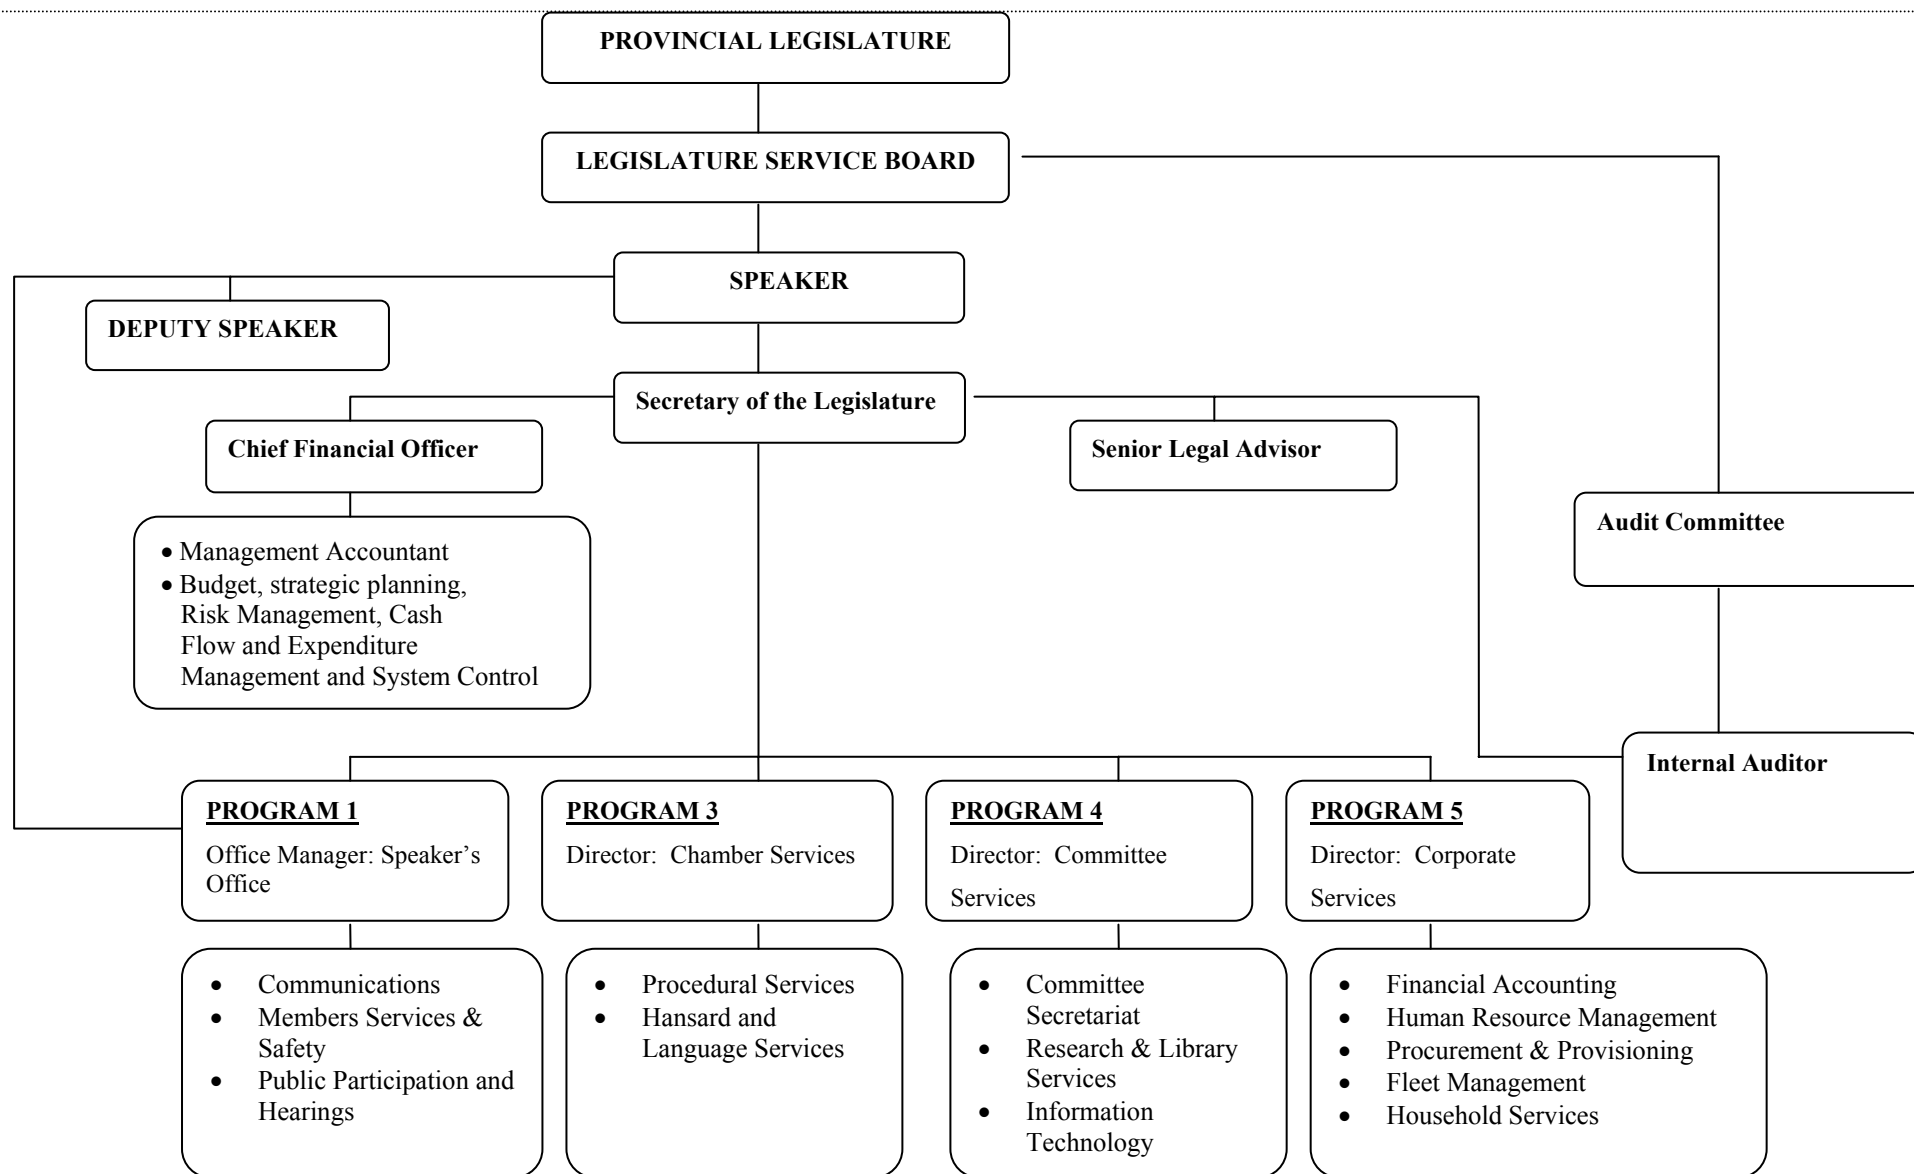 PROVINCIAL LEGISLATURE
LEGISLATURE SERVICE BOARD
SPEAKER
DEPUTY SPEAKER
Secretary of the Legislature
Chief Financial Officer
Senior Legal Advisor
• Management Accountant
• Budget, strategic planning,
Risk Management, Cash
Flow and Expenditure
Management and System Control
Audit Committee
Internal Auditor
PROGRAM 1
Office Manager: Speaker’s
Office
PROGRAM 3
Director: Chamber Services
PROGRAM 4
Director: Committee
Services
PROGRAM 5
Director: Corporate
Services
• Communications
• Members Services &
Safety
• Public Participation and
Hearings
• Procedural Services
• Hansard and
Language Services
• Committee
Secretariat
• Research & Library
Services
• Information
Technology
• Financial Accounting
• Human Resource Management
• Procurement & Provisioning
• Fleet Management
• Household Services